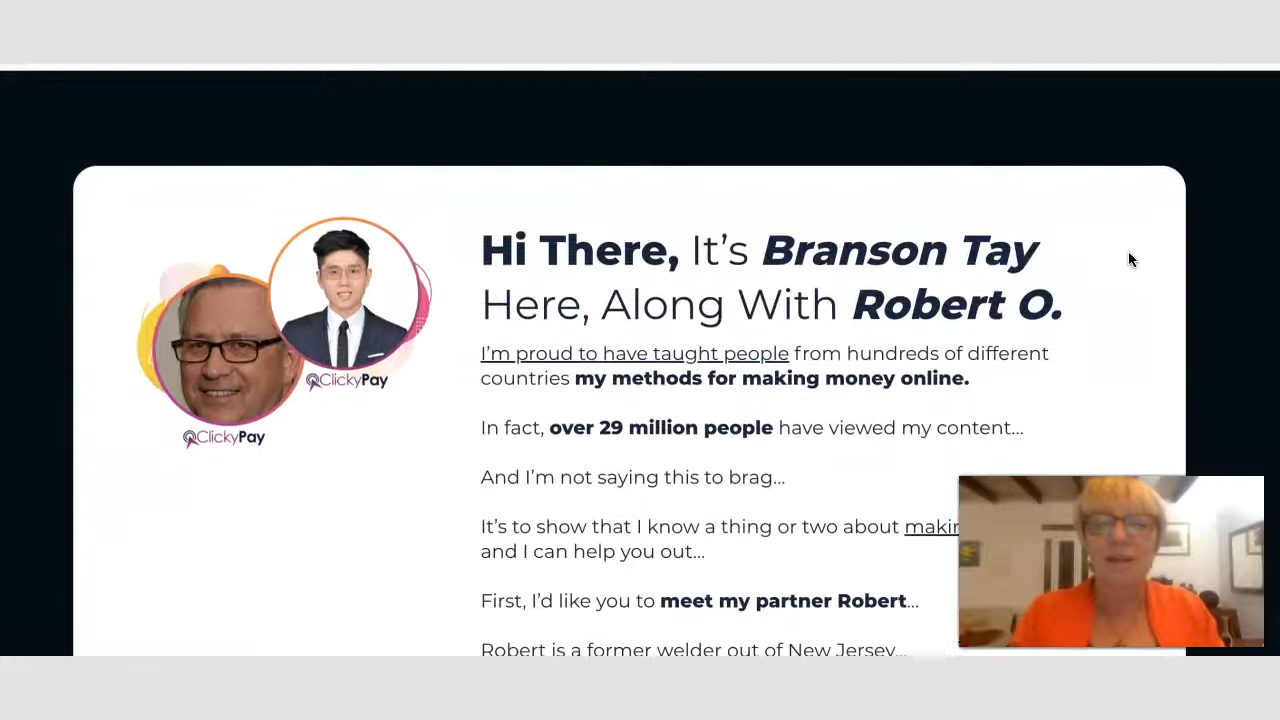 Hi There, It’s Branson Tay
Here, Along With Robert O.
I’m proud to have taught people from hundreds of different
countries my methods for making money online.
In fact, over 29 million people have viewed my content...
And I’m not saying this to brag...
It’s to show that I know a thing or two about
and I can help you out...
First, I’d like you to meet my partner Robert...
Robert is a former welder out of New Jersey...
ClickyPay
ClickyPay